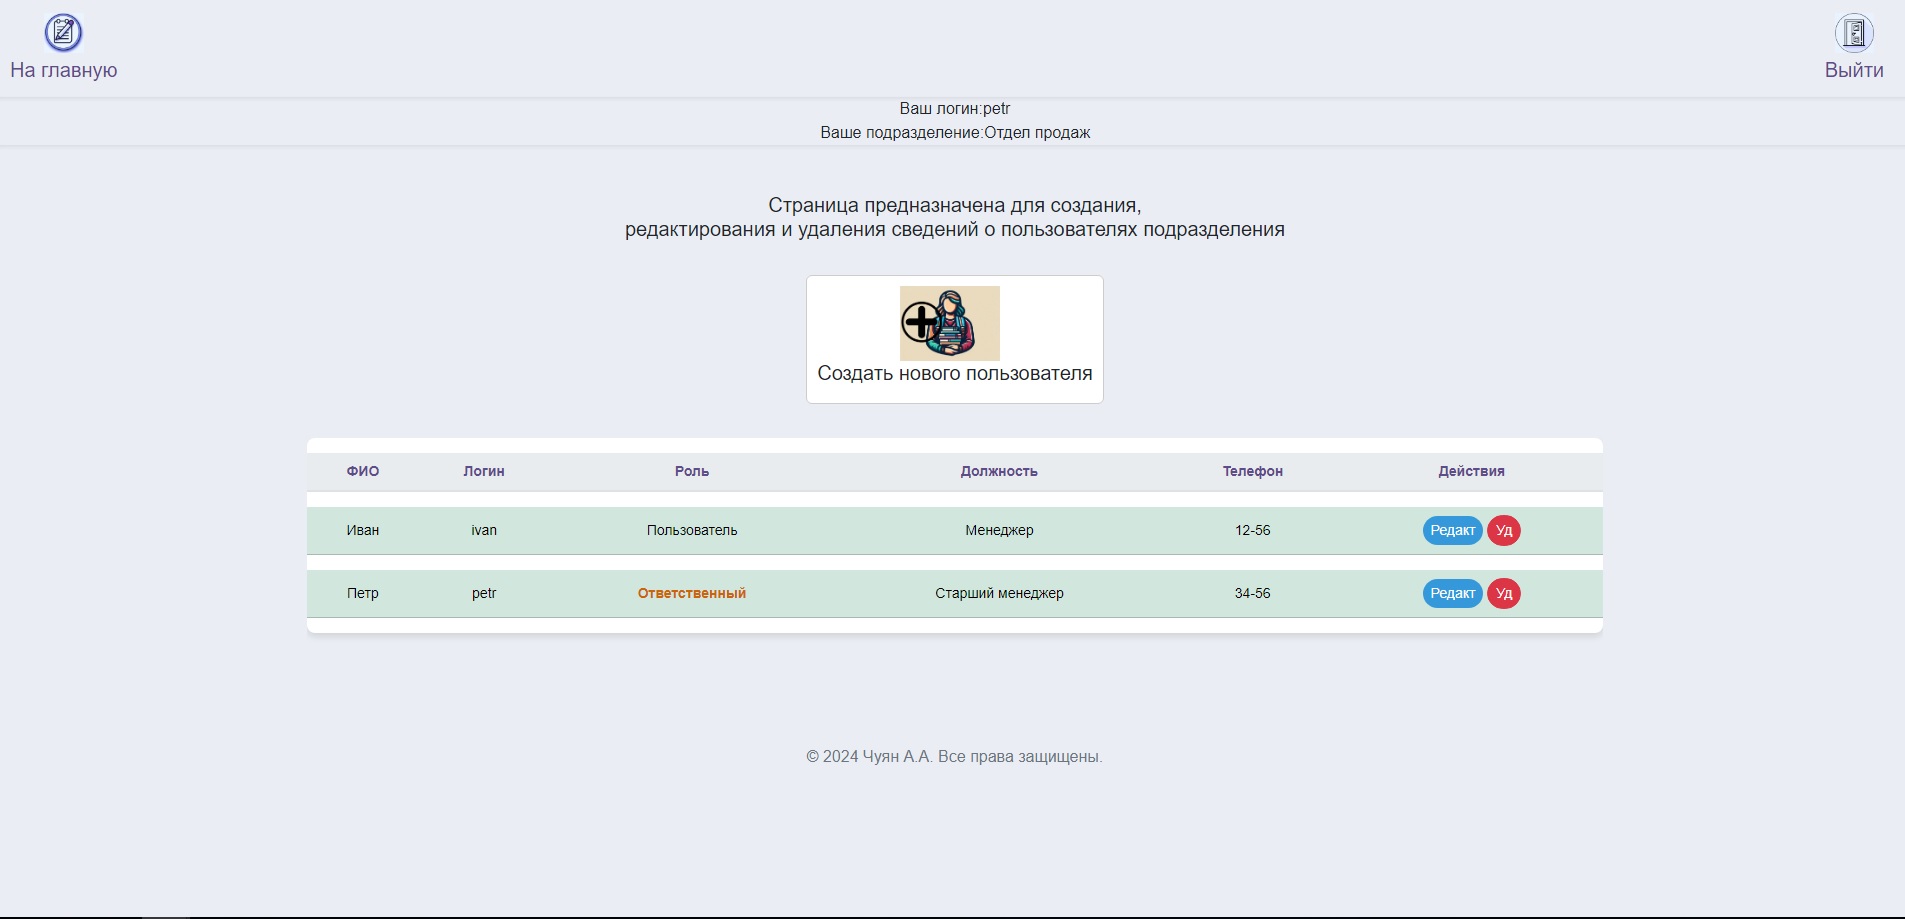 На главную
Выйти
Ваш логин:petr
Ваше подразделение:Отдел продаж
Страница предназначена для создания,
редактирования и удаления сведений о пользователях подразделения
Создать нового пользователя
ФИО Логин Роль Должность Телефон Действия
Иван ivan Пользователь Менеджер 12-56 Редакт Уд
Петр petr Ответственный Старший менеджер 34-56 Редакт Уд
© 2024 Чуян А.А. Все права защищены.